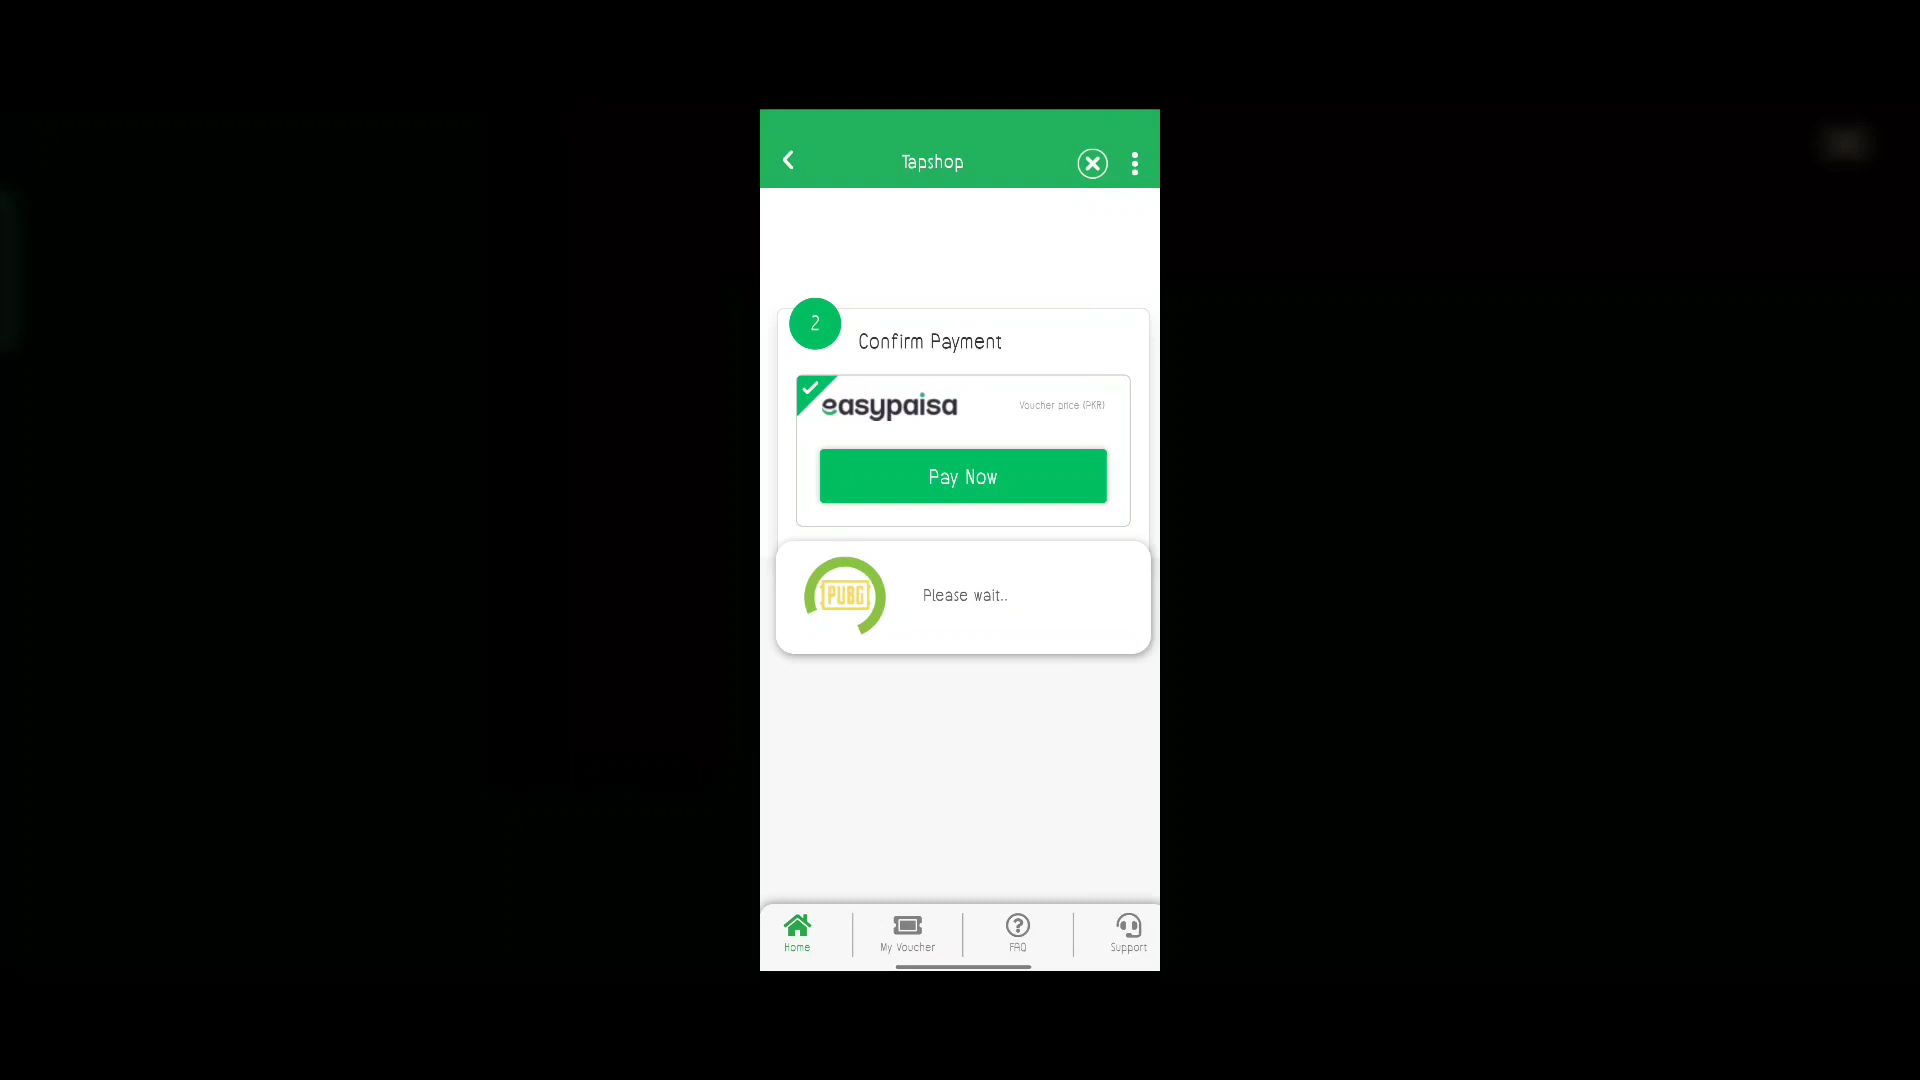 Tapshop
2
Confirm Payment
easypaisa
Voucher price (PKR)
Pay Now
PUBG
Please wait..
Home
My Voucher
FAQ
Support